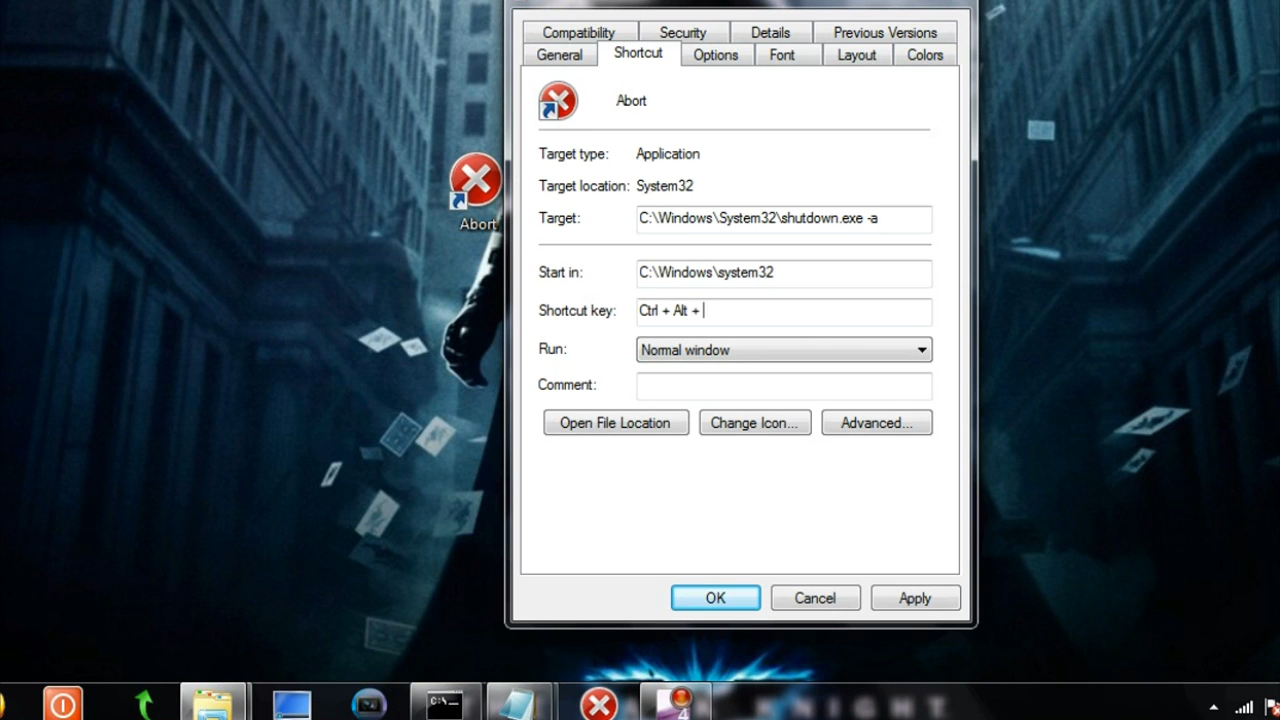 Compatibility Security Details Previous Versions
General Shortcut Options Font Layout Colors
Abort
Target type: Application
Target location: System32
Target: C:\Windows\System32\shutdown.exe -a
Start in: C:\Windows\system32
Shortcut key: Ctrl + Alt +
Run: Normal window
Comment:
Open File Location Change Icon... Advanced...
OK Cancel Apply
Abort
C:\_